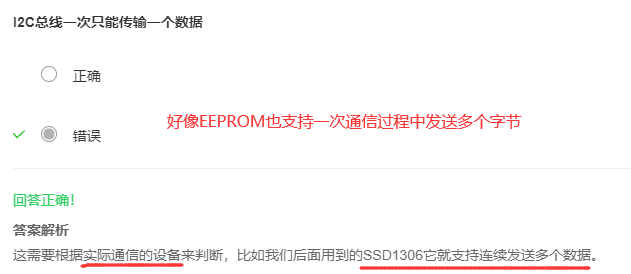 I2C总线一次只能传输一个数据
正确
错误
好像EEPROM也支持一次通信过程中发送多个字节
回答正确!
答案解析
这需要根据实际通信的设备来判断，比如我们后面用到的SSD1306它就支持连续发送多个数据。